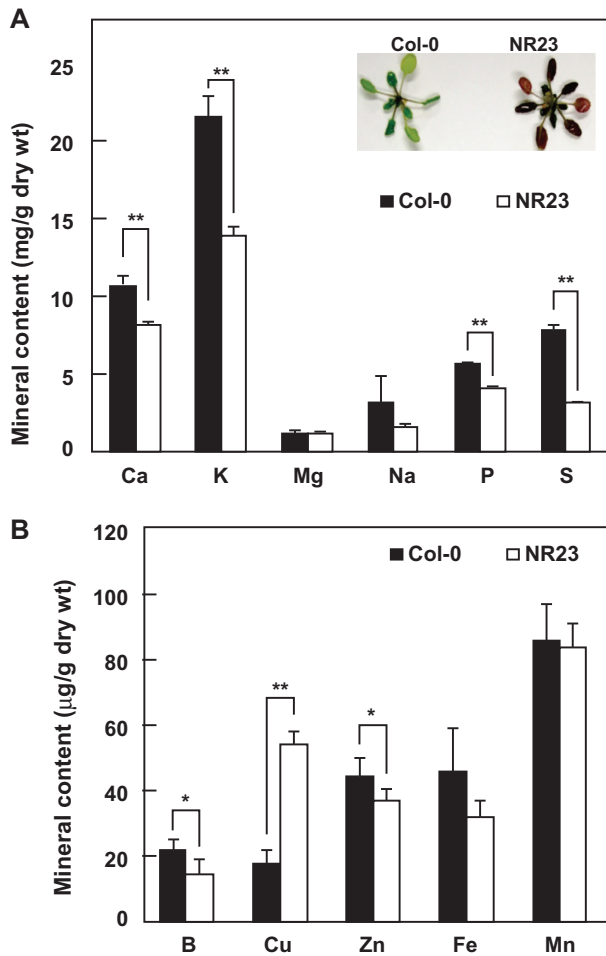 A
Mineral content (mg/g dry wt)
25
20
15
10
5
0
Col-0 NR23
Col-0 NR23
**
**
**
**
Ca K Mg Na P S
B
Mineral content (μg/g dry wt)
120
100
80
60
40
20
0
Col-0 NR23
*
**
*
B Cu Zn Fe Mn